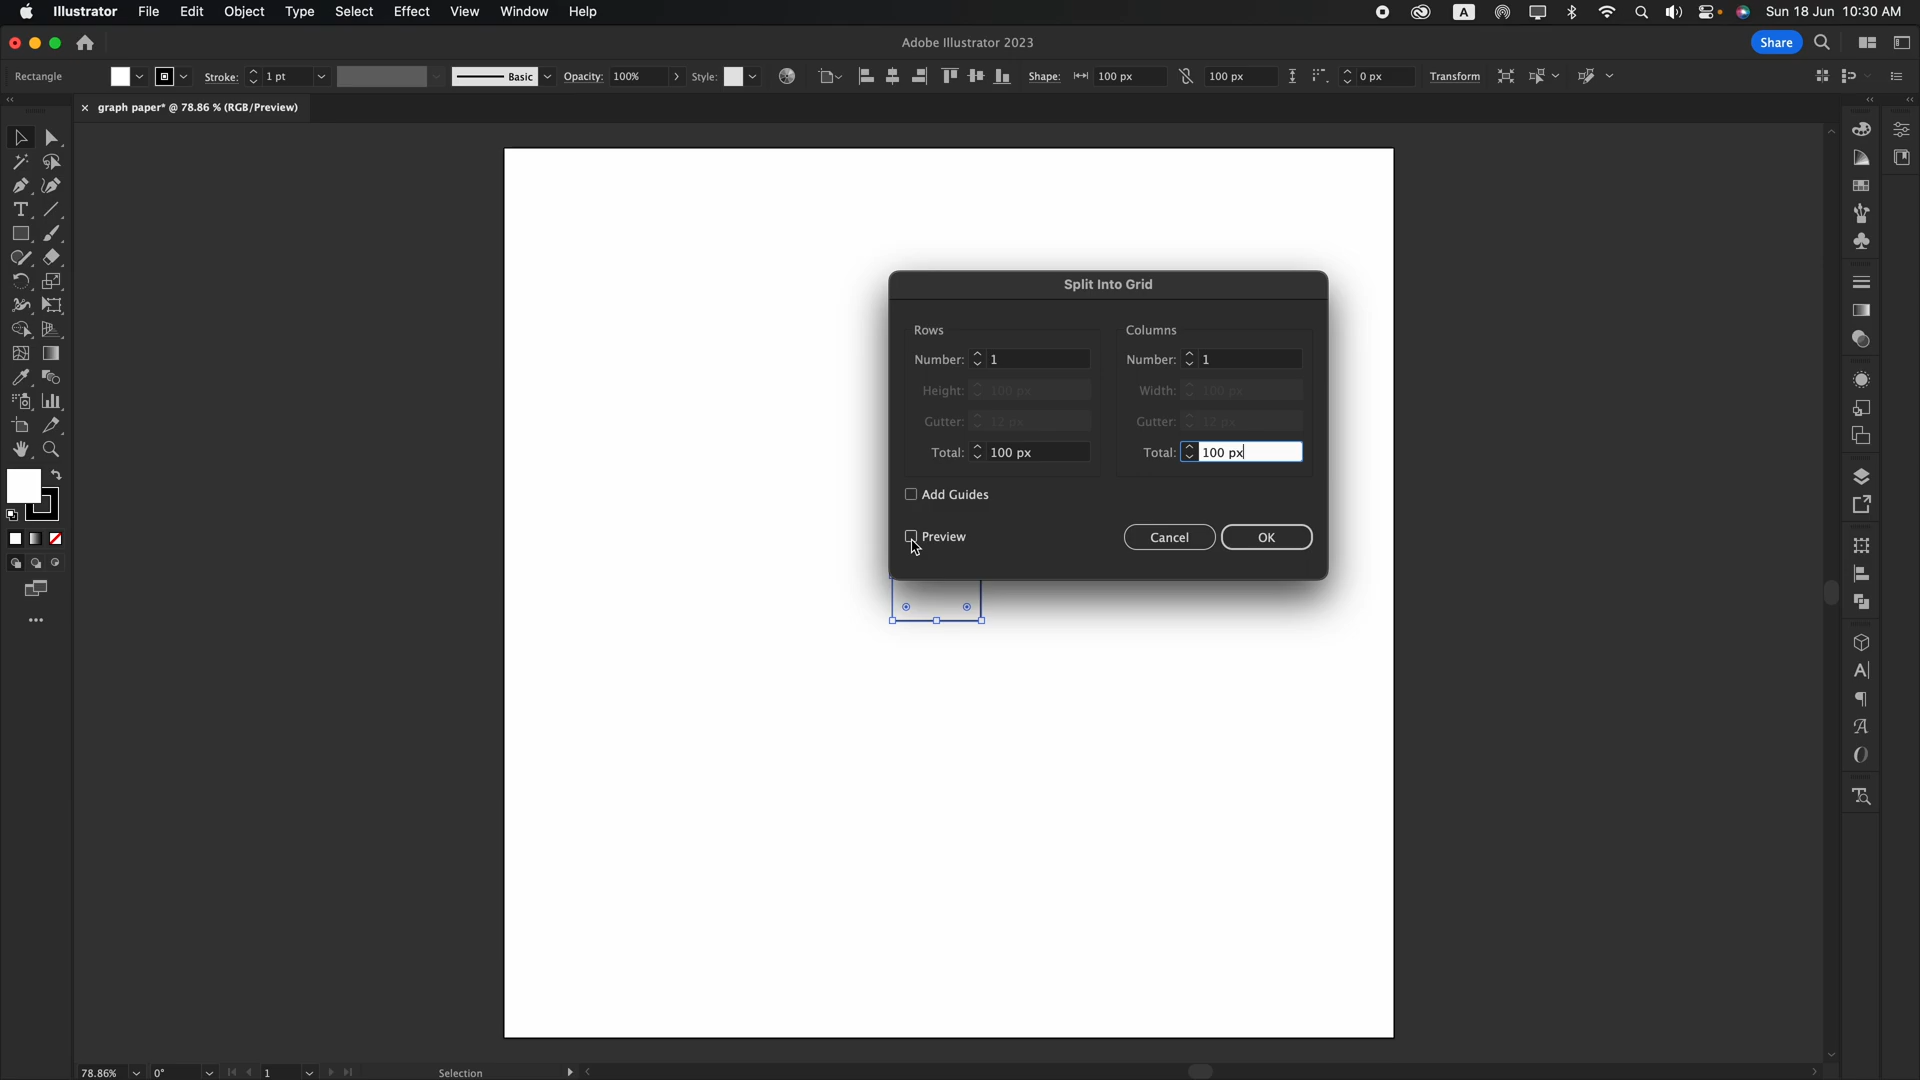 Illustrator File Edit Object Type Select Effect View Window Help
A Sun 18 Jun 10:30 AM
Adobe Illustrator 2023
Share
Rectangle Stroke: 1 pt Basic Opacity: 100% Style: Shape: 100 px 100 px 0 px Transform
× graph paper* @ 78.86 % (RGB/Preview)
Split Into Grid
Rows Columns
Number: 1 Number: 1
Height: 100 px Width: 100 px
Gutter: 12 px Gutter: 12 px
Total: 100 px Total: 100 px
Add Guides
Preview Cancel OK
78.86% 0° 1 Selection